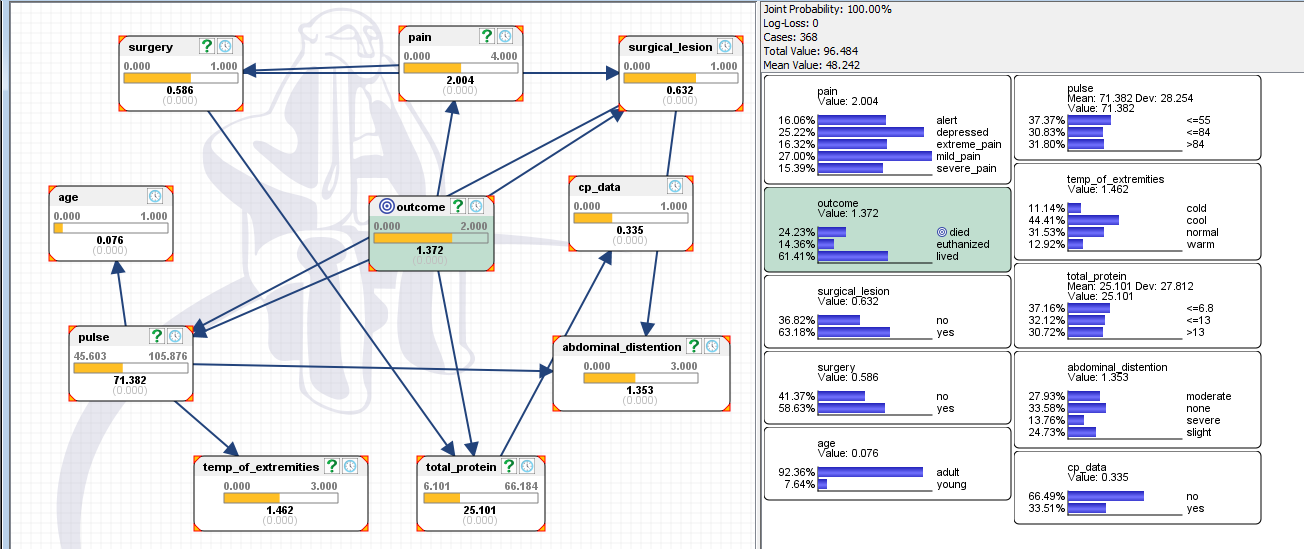 surgery
0.000 1.000
0.586
(0.000)
pain
0.000 4.000
2.004
(0.000)
surgical_lesion
0.000 1.000
0.632
(0.000)
age
0.000 1.000
0.076
(0.000)
outcome
0.000 2.000
1.372
(0.000)
cp_data
0.000 1.000
0.335
(0.000)
pulse
45.603 105.876
71.382
(0.000)
abdominal_distention
0.000 3.000
1.353
(0.000)
temp_of_extremities
0.000 3.000
1.462
(0.000)
total_protein
6.101 66.184
25.101
(0.000)
Joint Probability: 100.00%
Log-Loss: 0
Cases: 368
Total Value: 96.484
Mean Value: 48.242
pain
Value: 2.004
16.06% alert
25.22% depressed
16.32% extreme_pain
27.00% mild_pain
15.39% severe_pain
outcome
Value: 1.372
24.23% died
14.36% euthanized
61.41% lived
surgical_lesion
Value: 0.632
36.82% no
63.18% yes
surgery
Value: 0.586
41.37% no
58.63% yes
age
Value: 0.076
92.36% adult
7.64% young
pulse
Mean: 71.382 Dev: 28.254
Value: 71.382
37.37% <=55
30.83% <=84
31.80% >84
temp_of_extremities
Value: 1.462
11.14% cold
44.41% cool
31.53% normal
12.92% warm
total_protein
Mean: 25.101 Dev: 27.812
Value: 25.101
37.16% <=6.8
32.12% <=13
30.72% >13
abdominal_distention
Value: 1.353
27.93% moderate
33.58% none
13.76% severe
24.73% slight
cp_data
Value: 0.335
66.49% no
33.51% yes